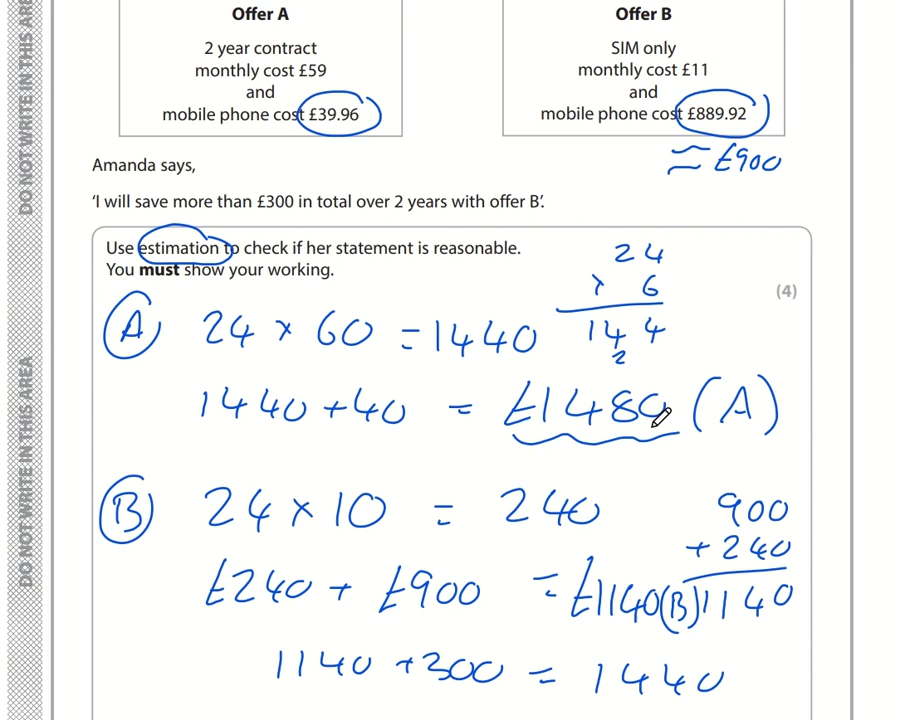 Offer A
2 year contract
monthly cost £59
and
mobile phone cost £39.96
Offer B
SIM only
monthly cost £11
and
mobile phone cost £889.92
≈ £900
Amanda says,
'I will save more than £300 in total over 2 years with offer B'.
Use estimation to check if her statement is reasonable.
You must show your working.
(4)
24
× 6
144
2
A 24 × 60 = 1440
1440 + 40 = £1480 (A)
B 24 × 10 = 240
900
+ 240
1140
£240 + £900 = £1140(B)
1140 + 300 = 1440
DO NOT WRITE IN THIS AREA
DO NOT WRITE IN THIS AREA